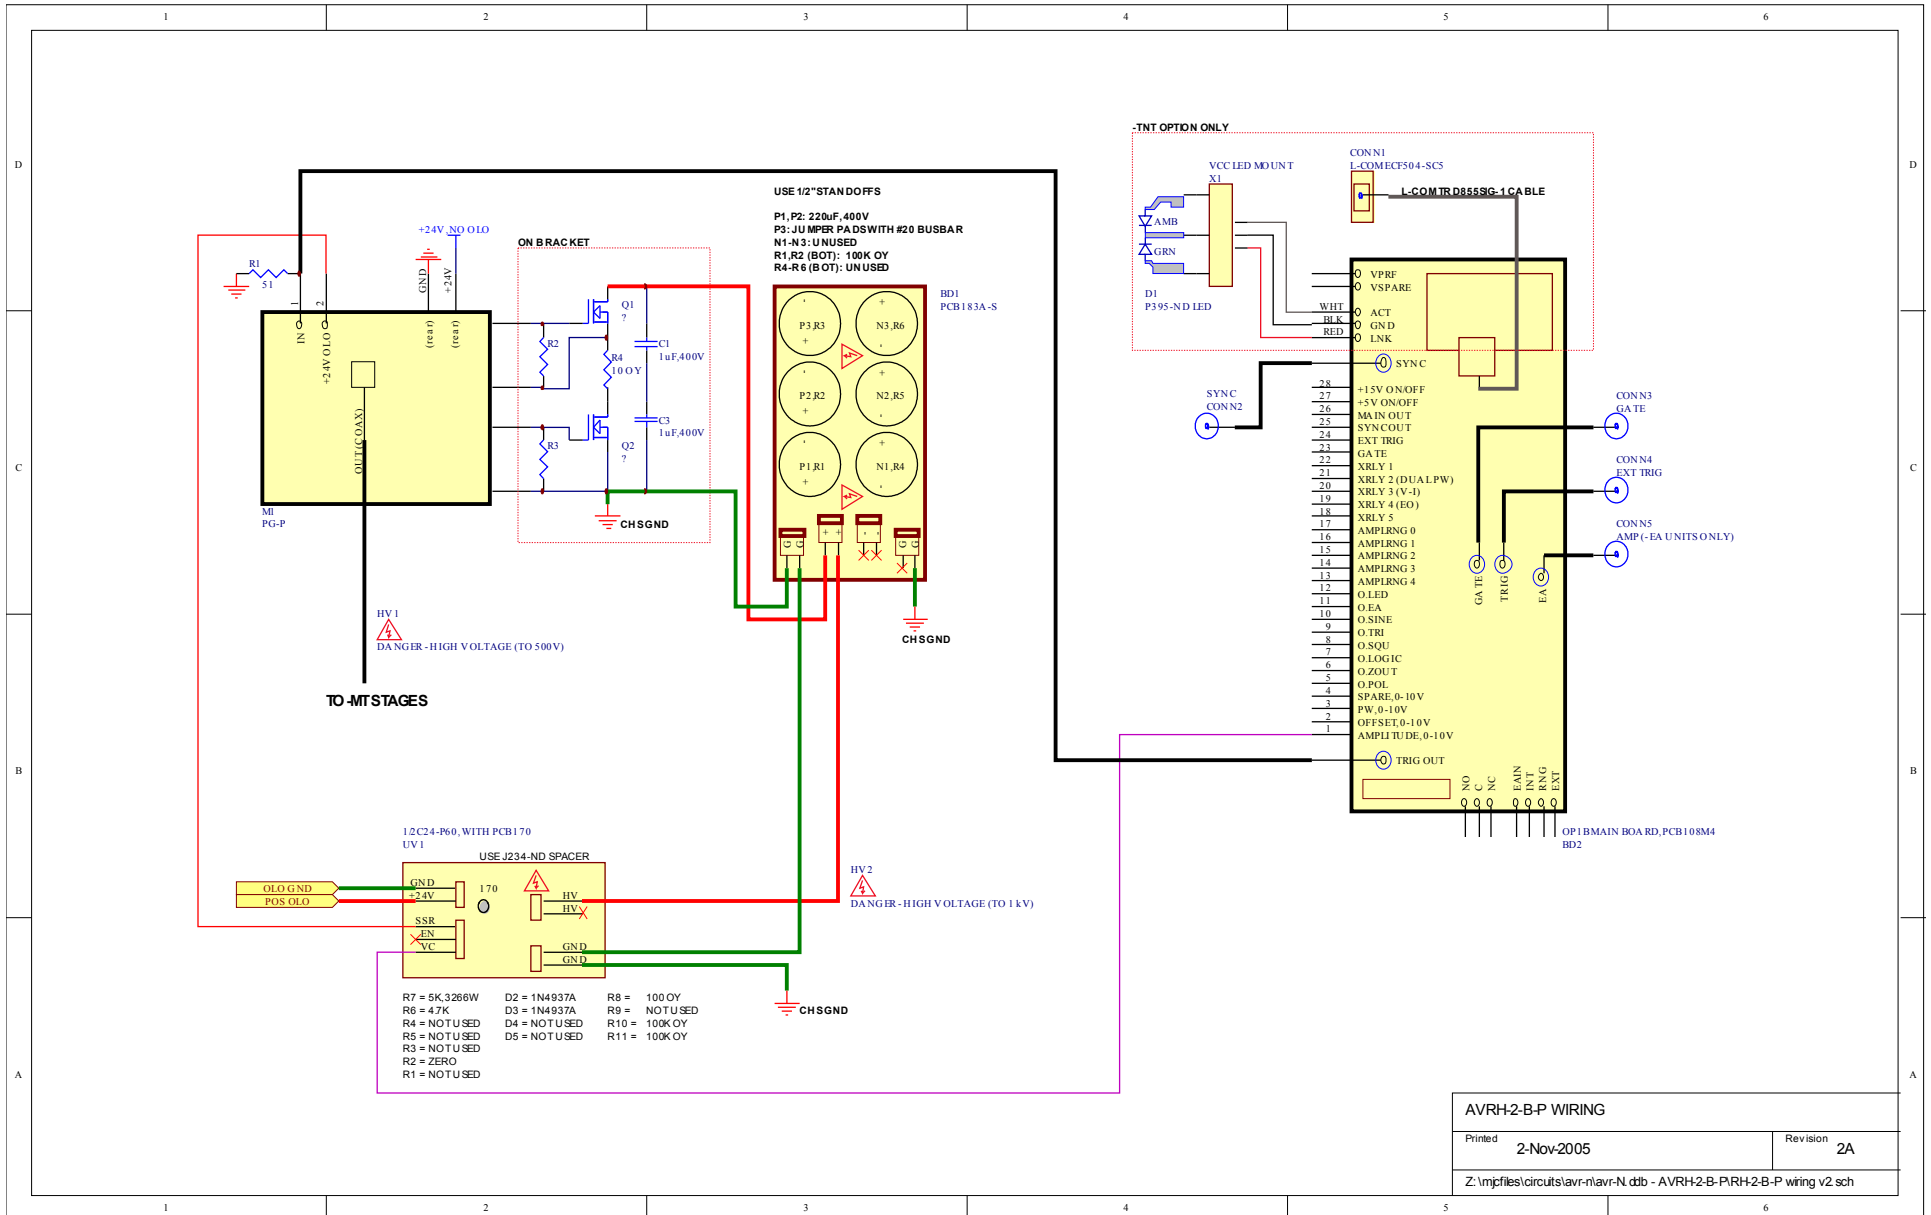 1 2 3 4 5 6
D
C
B
A
D
C
B
A
1 2 3 4 5 6
R1
51
+24V, NO OLO
GND
+24V
(rear)
(rear)
1
2
IN
+24V OLO
OUT (COAX)
M1
PG-P
ON BRACKET
Q1
?
R2
R4
10 OY
C1
1uF, 400V
R3
Q2
?
C3
1uF, 400V
CHSGND
HV1
DANGER - HIGH VOLTAGE (TO 500V)
TO -MT STAGES
USE 1/2" STANDOFFS
P1, P2: 220uF, 400V
P3: JUMPER PADS WITH #20 BUSBAR
N1-N3: UNUSED
R1, R2 (BOT): 100K OY
R4-R6 (BOT): UNUSED
BD1
PCB183A-S
P3,R3
N3,R6
P2,R2
N2,R5
P1,R1
N1,R4
-
+
+
-
-
+
+
-
-
+
+
-
G G
+ +
- -
G G
CHSGND
-TNT OPTION ONLY
VCC LED MOUNT
X1
AMB
GRN
D1
P395-ND LED
CONN1
L-COM ECF504-SC5
L-COM TRD855SIG-1 CABLE
WHT
BLK
RED
VPRF
VSPARE
ACT
GND
LNK
SYNC
SYNC
CONN2
28 +15V ON/OFF
27 +5V ON/OFF
26 MAIN OUT
25 SYNC OUT
24 EXT TRIG
23 GATE
22 XRLY 1
21 XRLY 2 (DUAL PW)
20 XRLY 3 (V-I)
19 XRLY 4 (EO)
18 XRLY 5
17 AMPLRNG 0
16 AMPLRNG 1
15 AMPLRNG 2
14 AMPLRNG 3
13 AMPLRNG 4
12 O.LED
11 O.EA
10 O.SINE
9 O.TRI
8 O.SQU
7 O.LOGIC
6 O.ZOUT
5 O.POL
4 SPARE, 0-10V
3 PW, 0-10V
2 OFFSET, 0-10V
1 AMPLITUDE, 0-10V
TRIG OUT
GATE
TRIG
EA
CONN3
GATE
CONN4
EXT TRIG
CONN5
AMP (-EA UNITS ONLY)
NO
C
NC
EAIN
INT
RNG
EXT
OP1B MAIN BOARD, PCB108M4
BD2
1/2C24-P60, WITH PCB170
UV1
USE J234-ND SPACER
OLO GND
POS OLO
GND
+24V
SSR
EN
VC
170
HV
HV
GND
GND
HV2
DANGER - HIGH VOLTAGE (TO 1 kV)
CHSGND
R7 = 5K, 3266W D2 = 1N4937A R8 = 100 OY
R6 = 4.7K D3 = 1N4937A R9 = NOT USED
R4 = NOT USED D4 = NOT USED R10 = 100K OY
R5 = NOT USED D5 = NOT USED R11 = 100K OY
R3 = NOT USED
R2 = ZERO
R1 = NOT USED
AVRH-2-B-P WIRING
Printed 2-Nov-2005
Revision 2A
Z:\mjcfiles\circuits\avr-n\avr-N.ddb - AVRH-2-B-P\RH-2-B-P wiring v2.sch